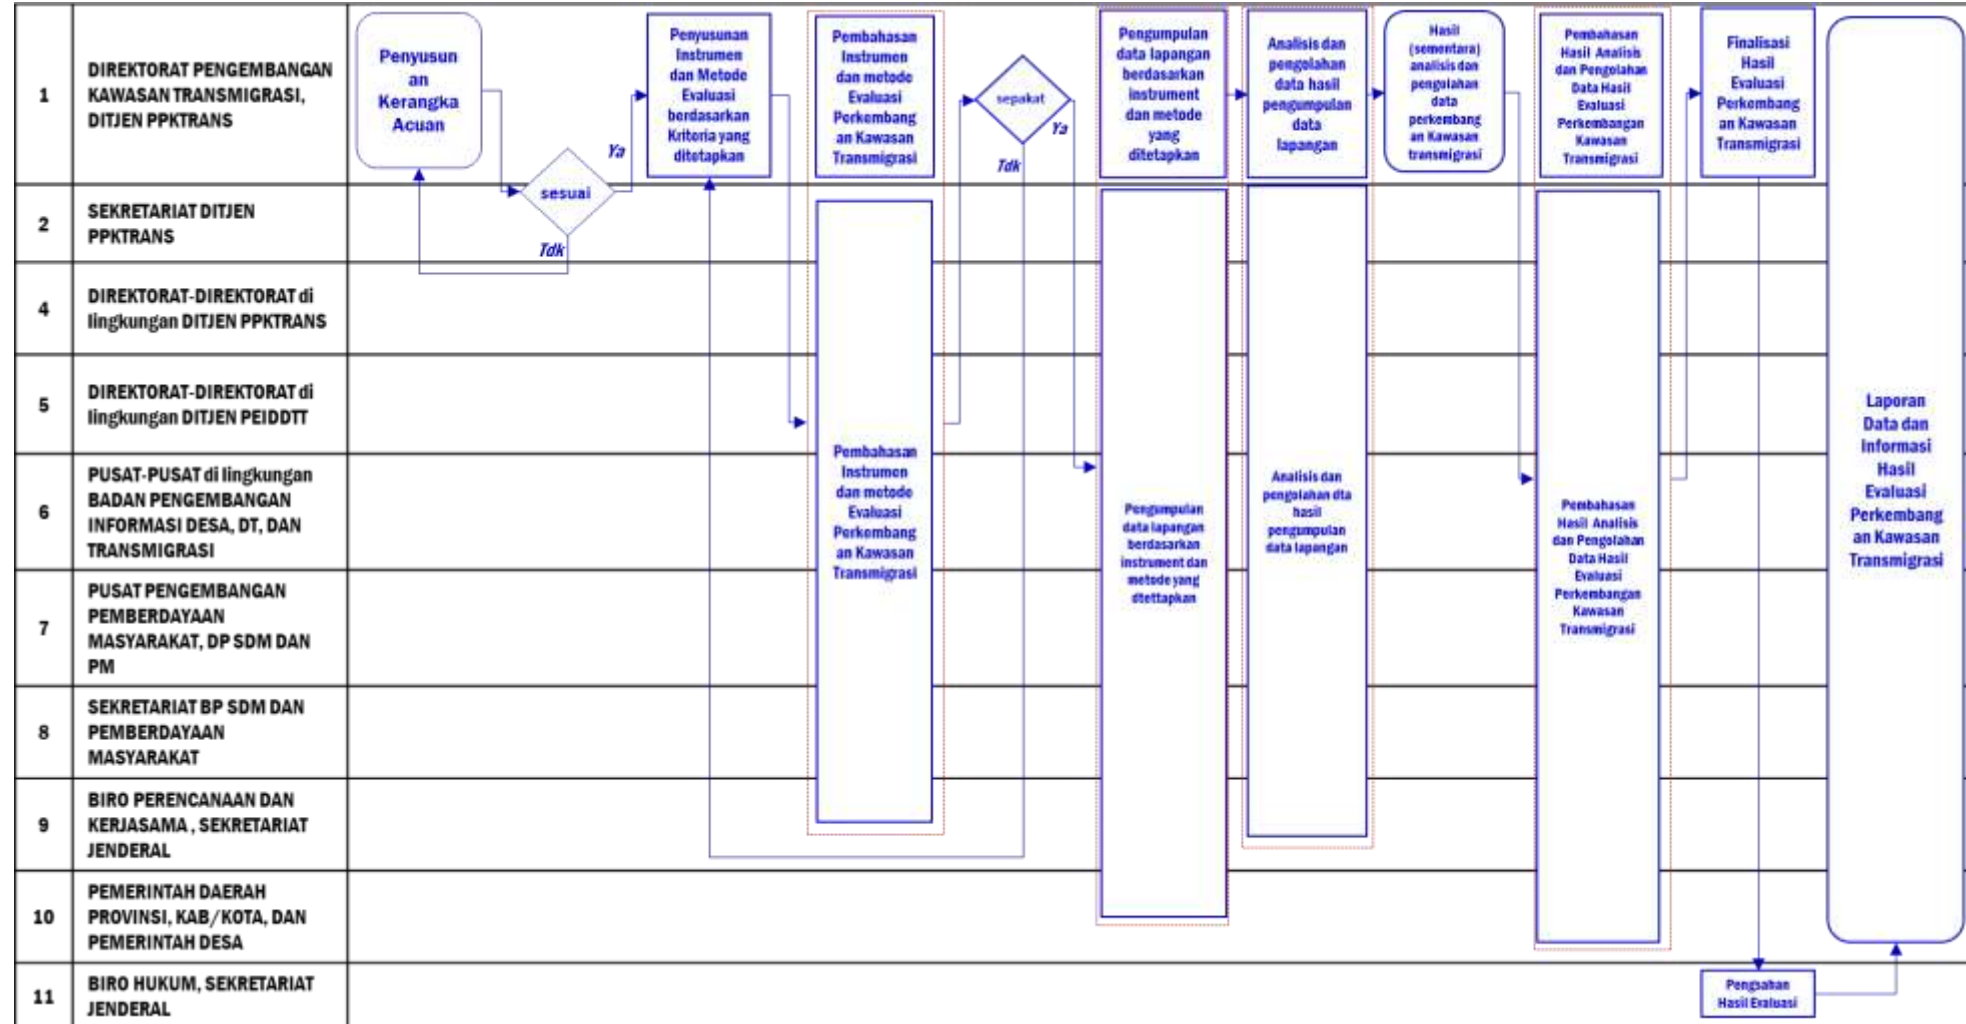 1
DIREKTORAT PENGEMBANGAN
KAWASAN TRANSMIGRASI,
DITJEN PPKTRANS
2
SEKRETARIAT DITJEN
PPKTRANS
4
DIREKTORAT-DIREKTORAT di
lingkungan DITJEN PPKTRANS
5
DIREKTORAT-DIREKTORAT di
lingkungan DITJEN PEIDDTT
6
PUSAT-PUSAT di lingkungan
BADAN PENGEMBANGAN
INFORMASI DESA, DT, DAN
TRANSMIGRASI
7
PUSAT PENGEMBANGAN
PEMBERDAYAAN
MASYARAKAT, DP SDM DAN
PM
8
SEKRETARIAT BP SDM DAN
PEMBERDAYAAN
MASYARAKAT
9
BIRO PERENCANAAN DAN
KERJASAMA , SEKRETARIAT
JENDERAL
10
PEMERINTAH DAERAH
PROVINSI, KAB/KOTA, DAN
PEMERINTAH DESA
11
BIRO HUKUM, SEKRETARIAT
JENDERAL
Penyusun
an
Kerangka
Acuan
sesuai
Ya
Tdk
Penyusunan
Instrumen
dan Metode
Evaluasi
berdasarkan
Kriteria yang
ditetapkan
Pembahasan
Instrumen
dan metode
Evaluasi
Perkembang
an Kawasan
Transmigrasi
Pembahasan
Instrumen
dan metode
Evaluasi
Perkembang
an Kawasan
Transmigrasi
sepakat
Ya
Tdk
Pengumpulan
data lapangan
berdasarkan
instrument
dan metode
yang
ditetapkan
Pengumpulan
data lapangan
berdasarkan
instrument dan
metode yang
dtettapkan
Analisis dan
pengolahan
data hasil
pengumpulan
data
lapangan
Analisis dan
pengolahan dta
hasil
pengumpulan
data lapangan
Hasil
(sementara)
analisis dan
pengolahan
data
perkembang
an Kawasan
transmigrasi
Pembahasan
Hasil Analisis
dan Pengolahan
Data Hasil
Evaluasi
Perkembangan
Kawasan
Transmigrasi
Pembahasan
Hasil Analisis
dan Pengolahan
Data Hasil
Evaluasi
Perkembangan
Kawasan
Transmigrasi
Finalisasi
Hasil
Evaluasi
Perkembang
an Kawasan
Transmigrasi
Pengsahan
Hasil Evaluasi
Laporan
Data dan
Informasi
Hasil
Evaluasi
Perkembang
an Kawasan
Transmigrasi